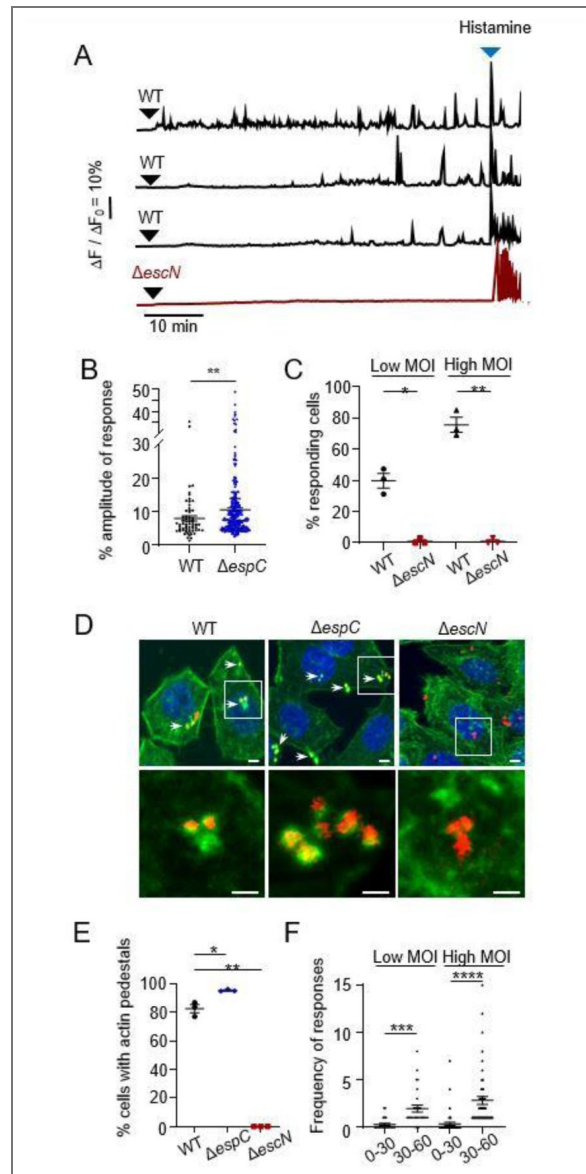 Histamine
A
WT
WT
WT
ΔescN
ΔF / ΔF₀ = 10%
10 min
B
**
% amplitude of response
50
40
30
20
10
0
WT
ΔespC
C
Low MOI High MOI
*
**
% responding cells
100
80
60
40
20
0
WT
ΔescN
WT
ΔescN
D
WT ΔespC ΔescN
E
*
**
% cells with actin pedestals
100
80
60
40
20
0
WT
ΔespC
ΔescN
F
Low MOI High MOI
****
***
Frequency of responses
15
10
5
0
0-30
30-60
0-30
30-60